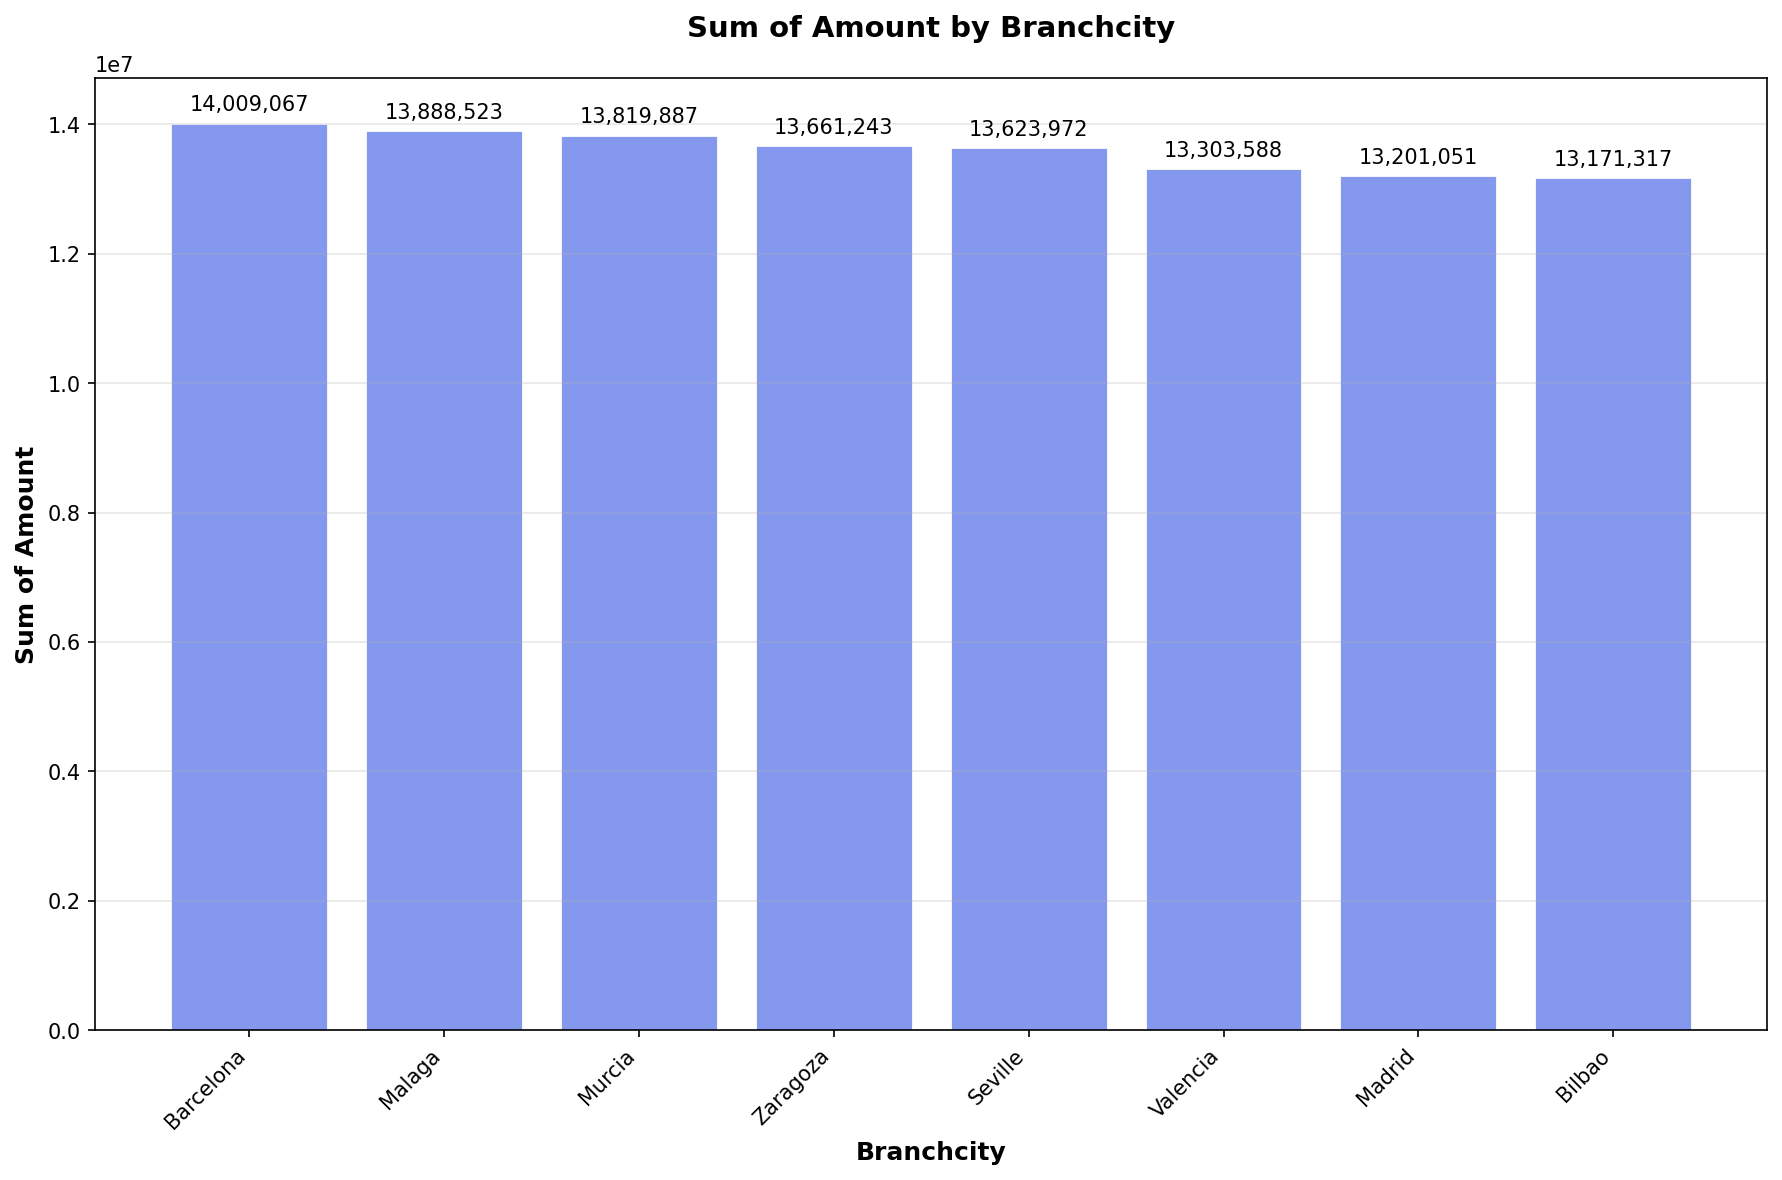 Sum of Amount by Branchcity
1e7
14,009,067
13,888,523
13,819,887
13,661,243
13,623,972
13,303,588
13,201,051
13,171,317
1.4
1.2
1.0
0.8
0.6
0.4
0.2
0.0
Sum of Amount
Barcelona
Malaga
Murcia
Zaragoza
Seville
Valencia
Madrid
Bilbao
Branchcity